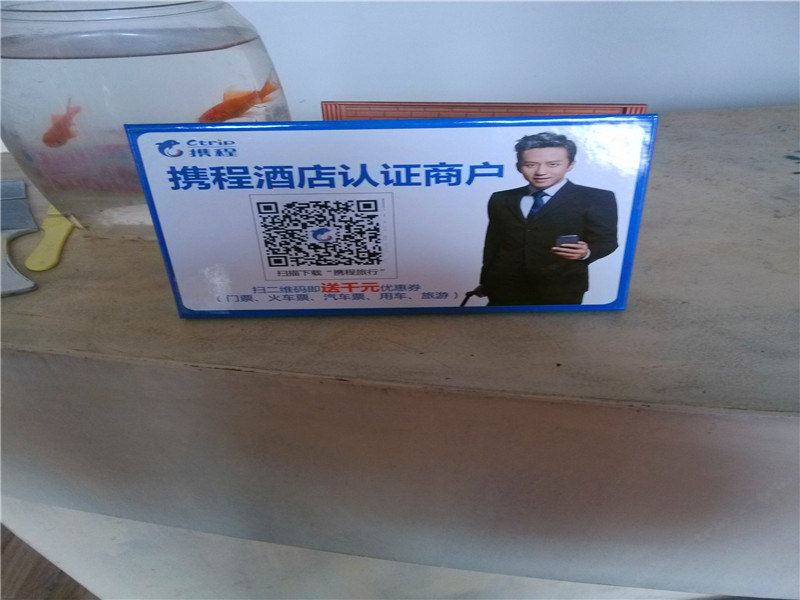 Ctrip
携程
携程酒店认证商户
扫描下载“携程旅行”
扫二维码即送千元优惠券
（门票、火车票、汽车票、用车、旅游）